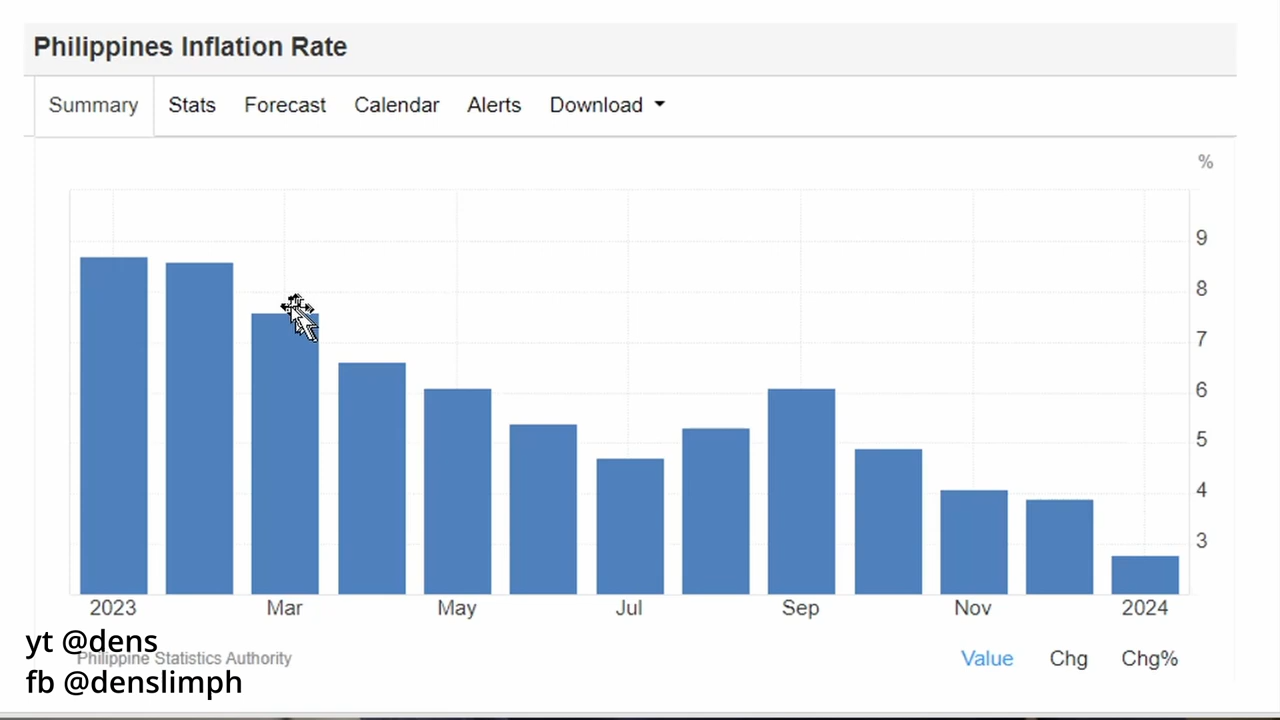 Philippines Inflation Rate
Summary Stats Forecast Calendar Alerts Download
%
9
8
7
6
5
4
3
2023 Mar May Jul Sep Nov 2024
yt @dens
Philippine Statistics Authority
Value Chg Chg%
fb @denslimph